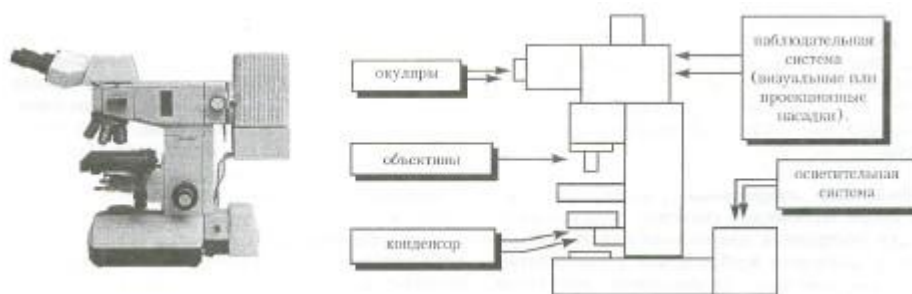 окуляры
наблюдательная
система
(визуальные или
проекционные
насадки).
объективы
осветительная
система
конденсор